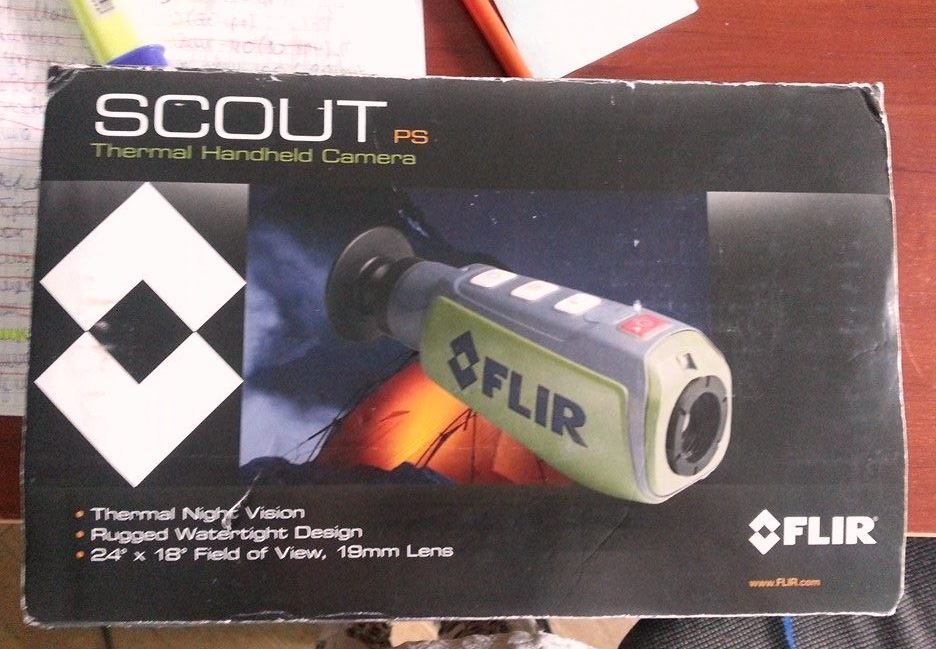 SCOUT PS
Thermal Handheld Camera
FLIR
• Thermal Night Vision
• Rugged Watertight Design
• 24° x 18° Field of View, 19mm Lens
FLIR®
www.FLIR.com